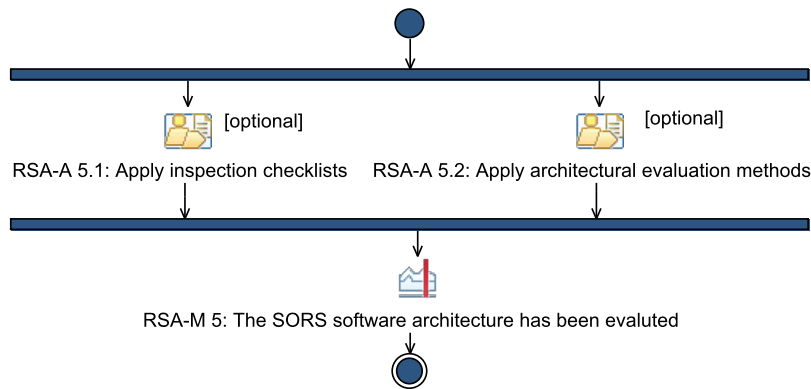 [optional]
[optional]
RSA-A 5.1: Apply inspection checklists
RSA-A 5.2: Apply architectural evaluation methods
RSA-M 5: The SORS software architecture has been evaluted